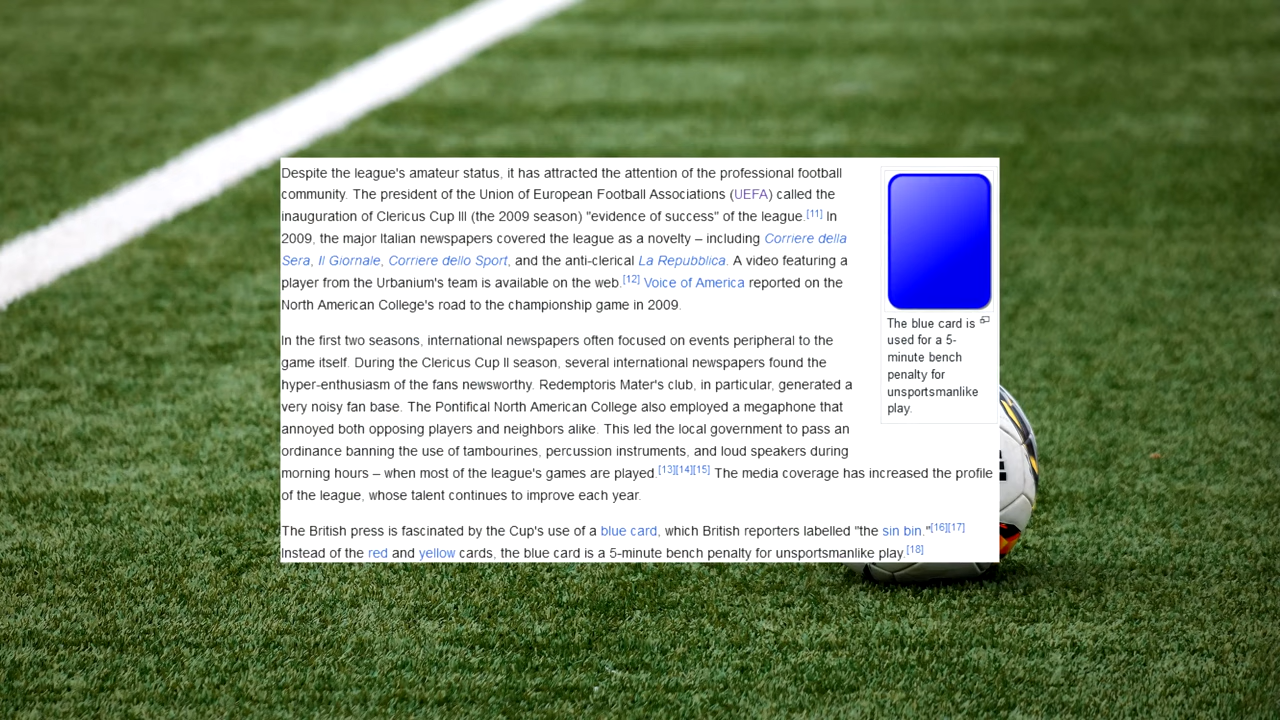 Despite the league's amateur status, it has attracted the attention of the professional football
community. The president of the Union of European Football Associations (UEFA) called the
inauguration of Clericus Cup III (the 2009 season) "evidence of success" of the league.[11] In
2009, the major Italian newspapers covered the league as a novelty – including Corriere della
Sera, Il Giornale, Corriere dello Sport, and the anti-clerical La Repubblica. A video featuring a
player from the Urbanium's team is available on the web.[12] Voice of America reported on the
North American College's road to the championship game in 2009.
In the first two seasons, international newspapers often focused on events peripheral to the
game itself. During the Clericus Cup II season, several international newspapers found the
hyper-enthusiasm of the fans newsworthy. Redemptoris Mater's club, in particular, generated a
very noisy fan base. The Pontifical North American College also employed a megaphone that
annoyed both opposing players and neighbors alike. This led the local government to pass an
ordinance banning the use of tambourines, percussion instruments, and loud speakers during
morning hours – when most of the league's games are played.[13][14][15] The media coverage has increased the profile
of the league, whose talent continues to improve each year.
The British press is fascinated by the Cup's use of a blue card, which British reporters labelled "the sin bin."[16][17]
Instead of the red and yellow cards, the blue card is a 5-minute bench penalty for unsportsmanlike play.[18]
The blue card is
used for a 5-
minute bench
penalty for
unsportsmanlike
play.